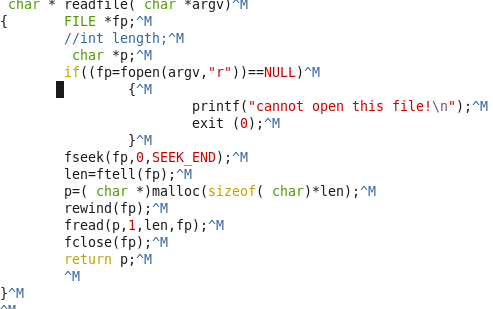 char * readfile( char *argv)^M
{       FILE *fp;^M
        //int length;^M
         char *p;^M
        if((fp=fopen(argv,"r"))==NULL)^M
                {^M
                        printf("cannot open this file!\n");^M
                        exit (0);^M
                }^M
        fseek(fp,0,SEEK_END);^M
        len=ftell(fp);^M
        p=( char *)malloc(sizeof( char)*len);^M
        rewind(fp);^M
        fread(p,1,len,fp);^M
        fclose(fp);^M
        return p;^M
        ^M
}^M
^M